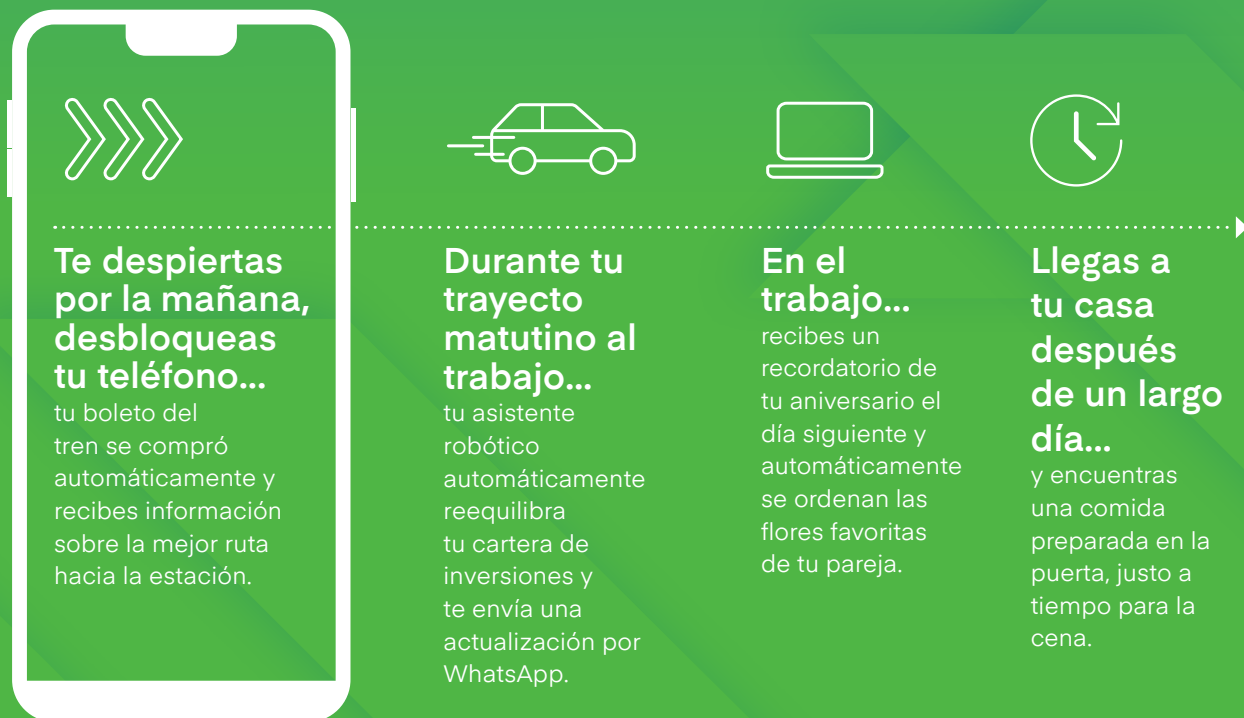 Te despiertas
por la mañana,
desbloqueas
tu teléfono...
tu boleto del
tren se compró
automáticamente y
recibes información
sobre la mejor ruta
hacia la estación.
Durante tu
trayecto
matutino al
trabajo...
tu asistente
robótico
automáticamente
reequilibra
tu cartera de
inversiones y
te envía una
actualización por
WhatsApp.
En el
trabajo...
recibes un
recordatorio de
tu aniversario el
día siguiente y
automáticamente
se ordenan las
flores favoritas
de tu pareja.
Llegas a
tu casa
después
de un largo
día...
y encuentras
una comida
preparada en la
puerta, justo a
tiempo para la
cena.